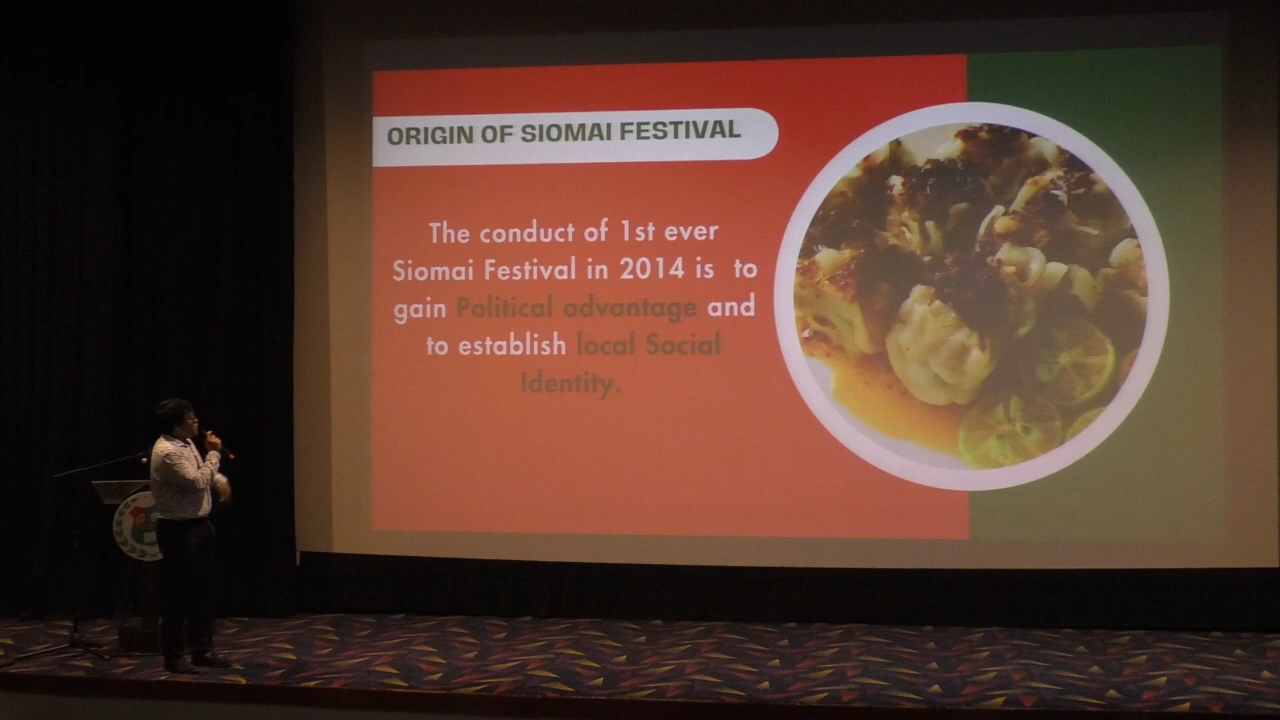 ORIGIN OF SIOMAI FESTIVAL
The conduct of 1st ever
Siomai Festival in 2014 is to
gain Political advantage and
to establish local Social
Identity.